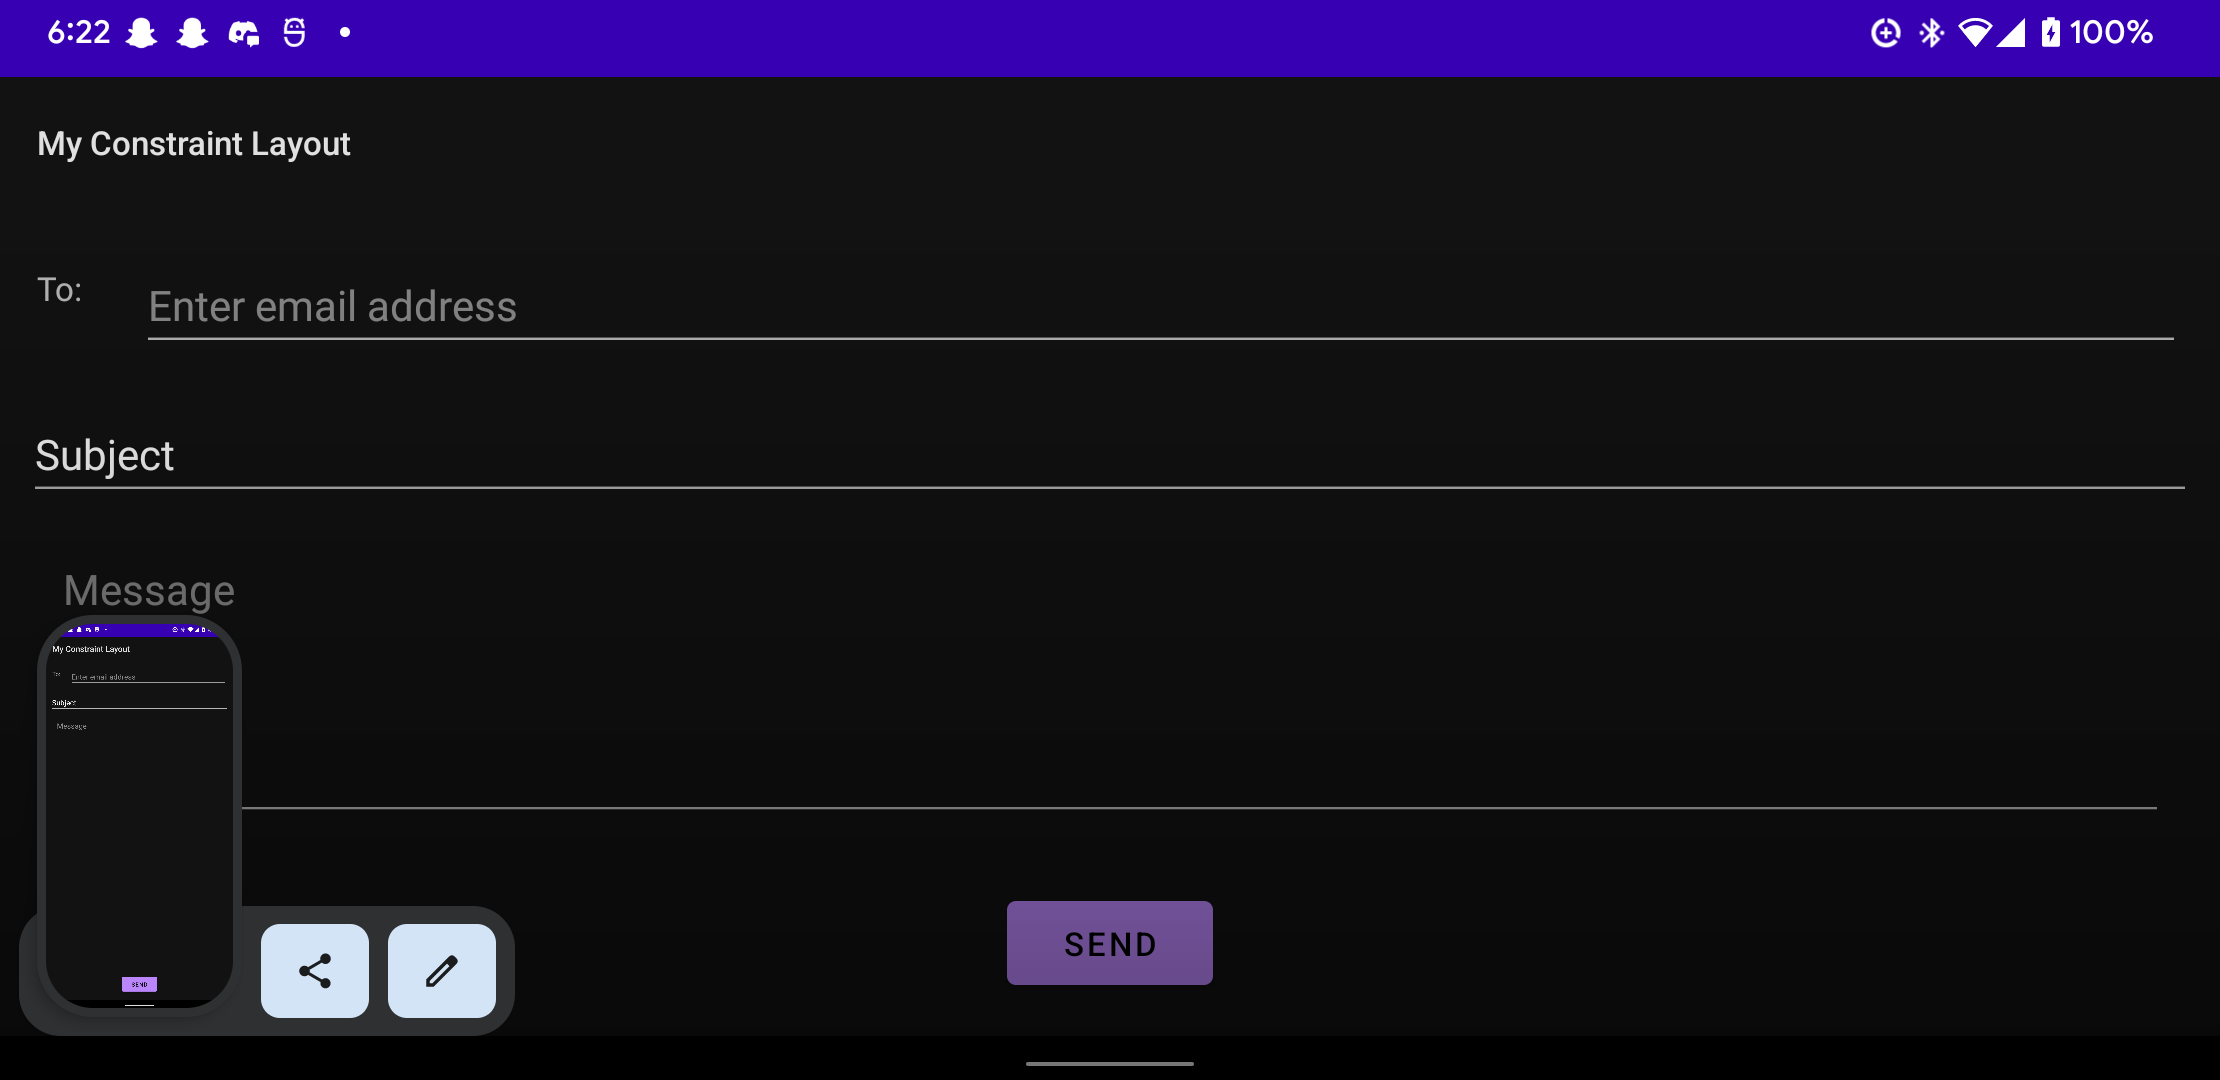 6:22 100%
My Constraint Layout
To: Enter email address
Subject
Message
My Constraint Layout
To: Enter email address
Subject
Message
SEND
SEND